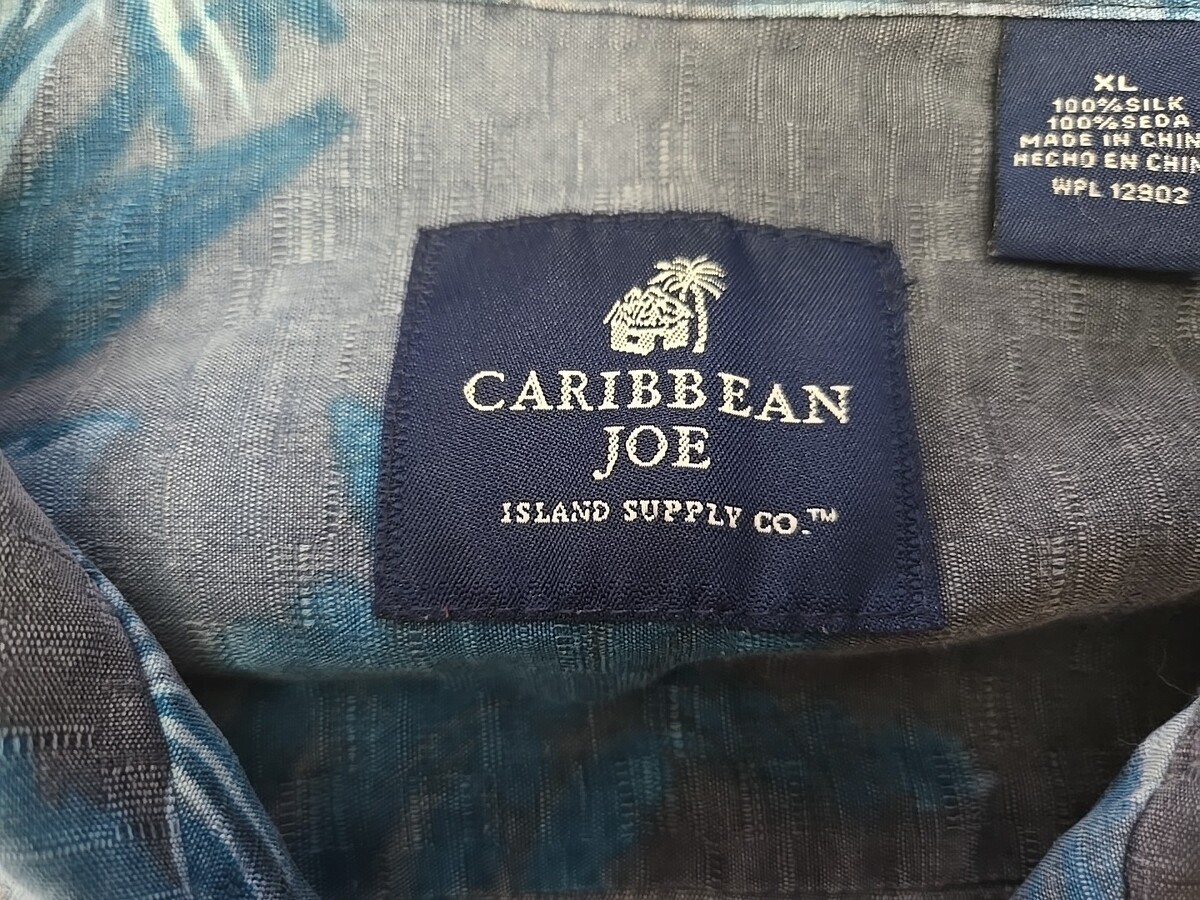 XL
100% SILK
100% SEDA
MADE IN CHIN
HECHO EN CHIN
WPL 12902
CARIBBEAN
JOE
ISLAND SUPPLY CO.™